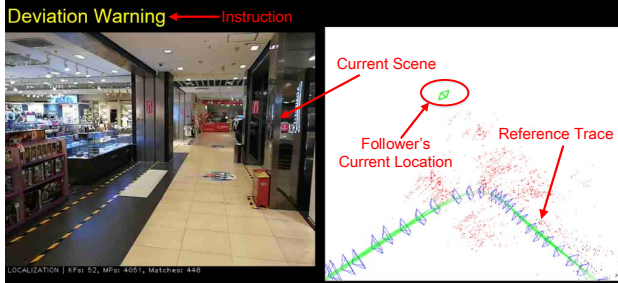 Deviation Warning
Instruction
Current Scene
Follower's
Current Location
Reference Trace
LOCALIZATION | KFs: 52, MPs: 4051, Matches: 448